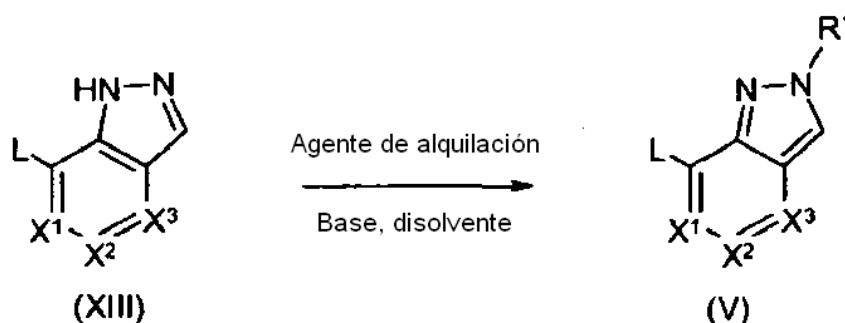 R¹
HN N
N N
L
L
Agente de alquilación
Base, disolvente
X¹ X² X³
X¹ X² X³
(XIII)
(V)